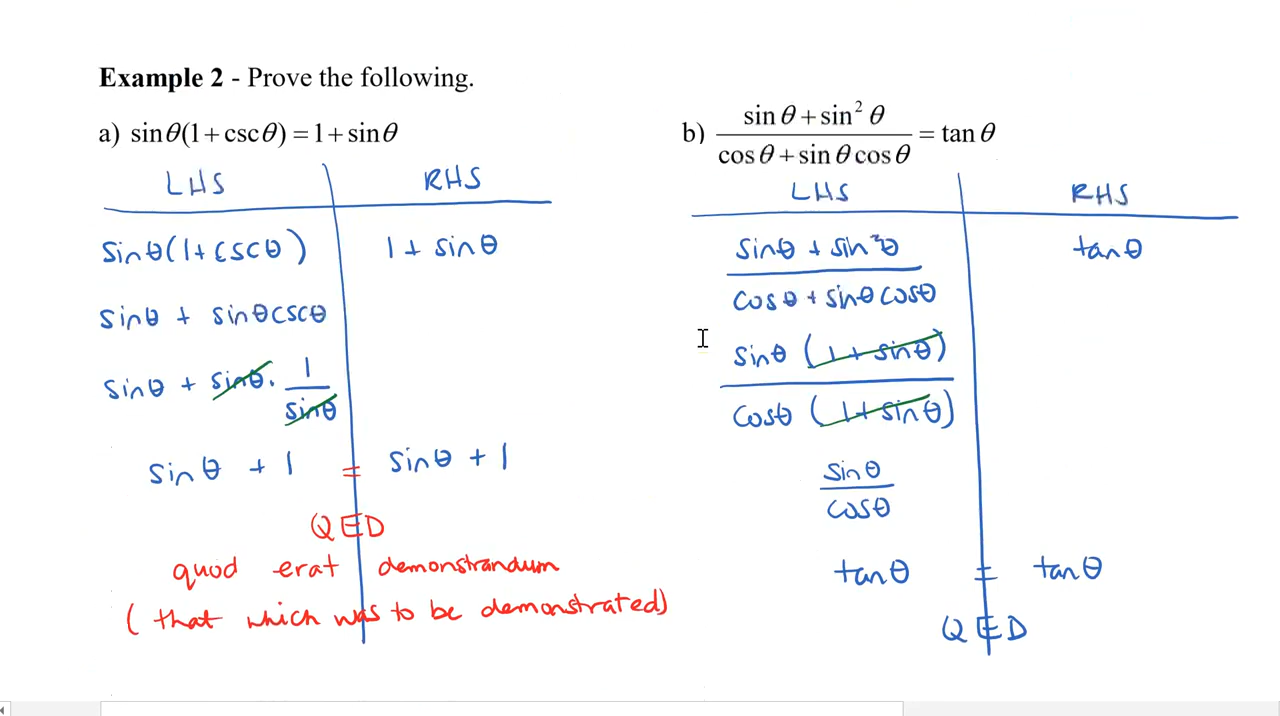 Example 2 - Prove the following.
a) sinθ(1+cscθ)=1+sinθ
LHS RHS
sinθ(1+cscθ) 1+sinθ
sinθ + sinθcscθ
sinθ + sinθ · 1/sinθ
sinθ + 1 = sinθ + 1
QED
quod erat demonstrandum
(that which was to be demonstrated)
b) (sinθ+sin²θ)/(cosθ+sinθcosθ) = tanθ
LHS RHS
(sinθ + sin²θ)/(cosθ + sinθcosθ) tanθ
sinθ(1+sinθ)/cosθ(1+sinθ)
sinθ/cosθ
tanθ = tanθ
QED